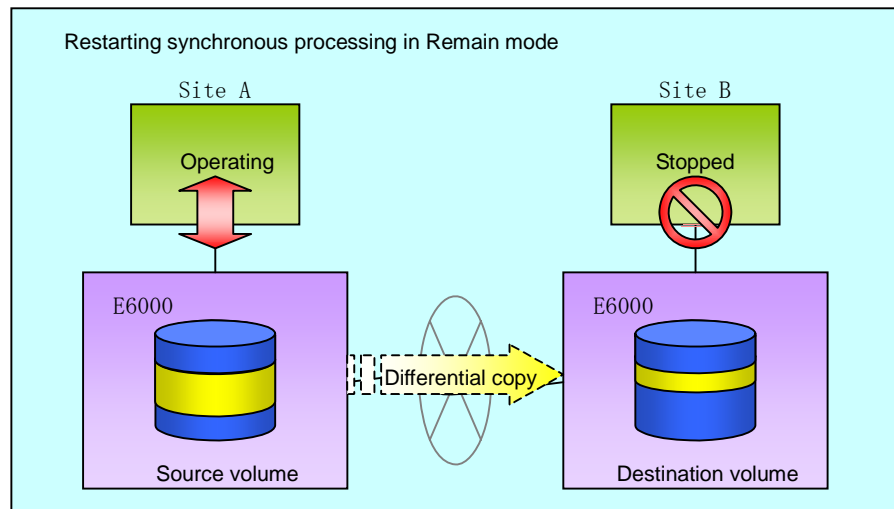 Restarting synchronous processing in Remain mode
Site A
Site B
Operating
Stopped
E6000
E6000
Differential copy
Source volume
Destination volume